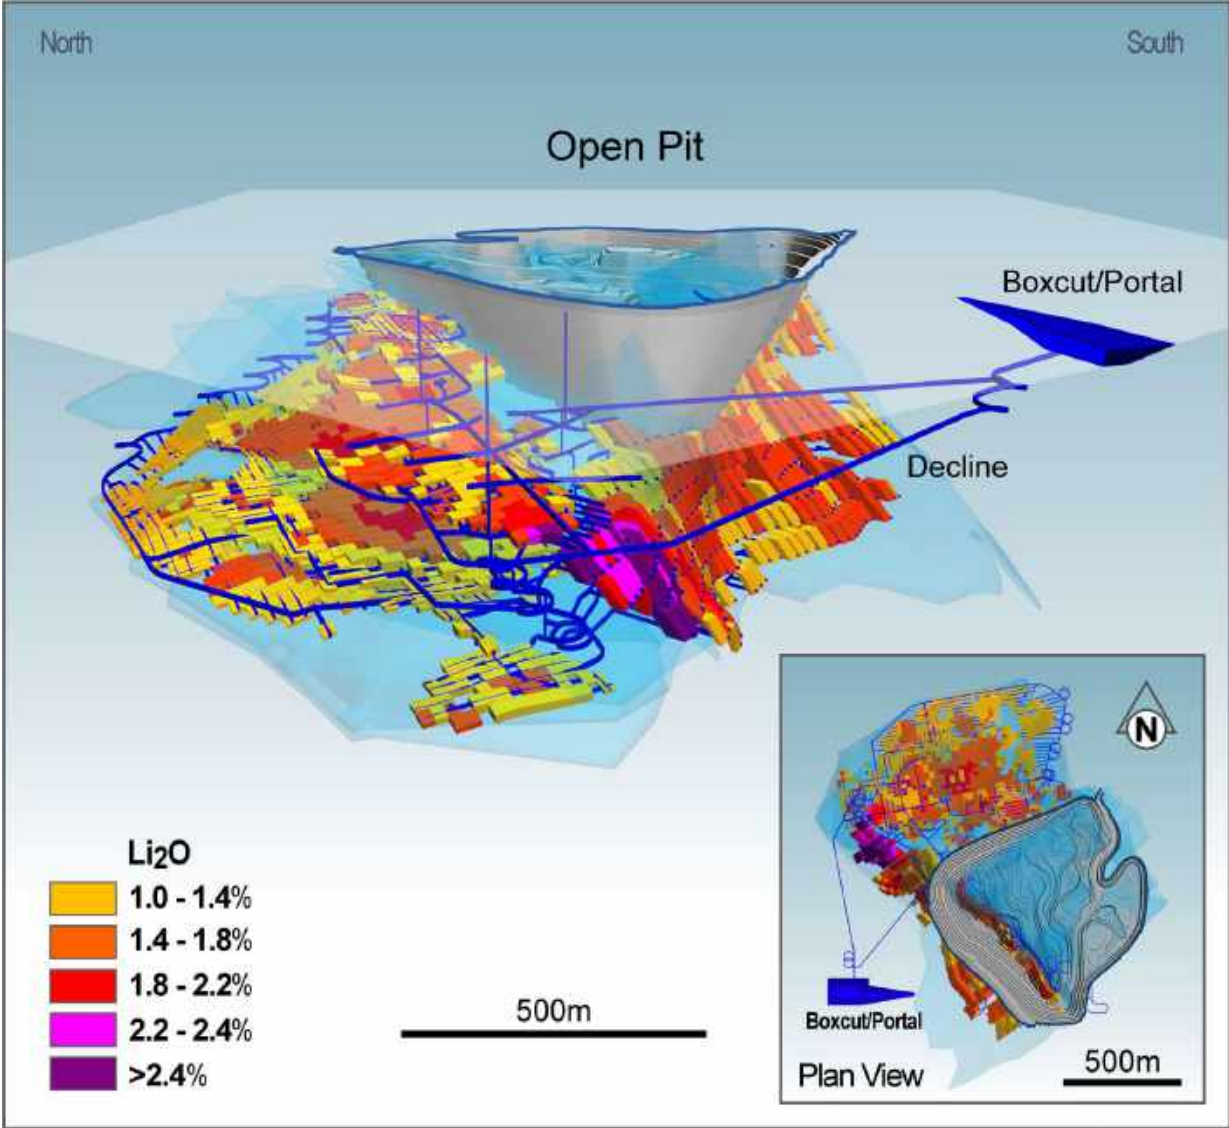 North
South
Open Pit
Boxcut/Portal
Decline
Li₂O
1.0 - 1.4%
1.4 - 1.8%
1.8 - 2.2%
2.2 - 2.4%
>2.4%
500m
N
Boxcut/Portal
Plan View
500m